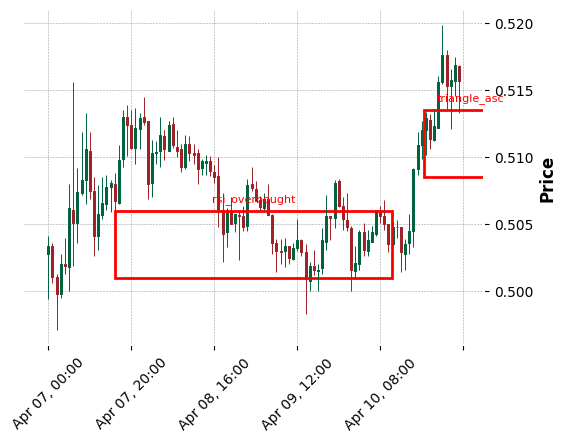 0.520
triangle_asc
0.515
0.510
Price
rsi_overbought
0.505
0.500
Apr 07, 00:00
Apr 07, 20:00
Apr 08, 16:00
Apr 09, 12:00
Apr 10, 08:00